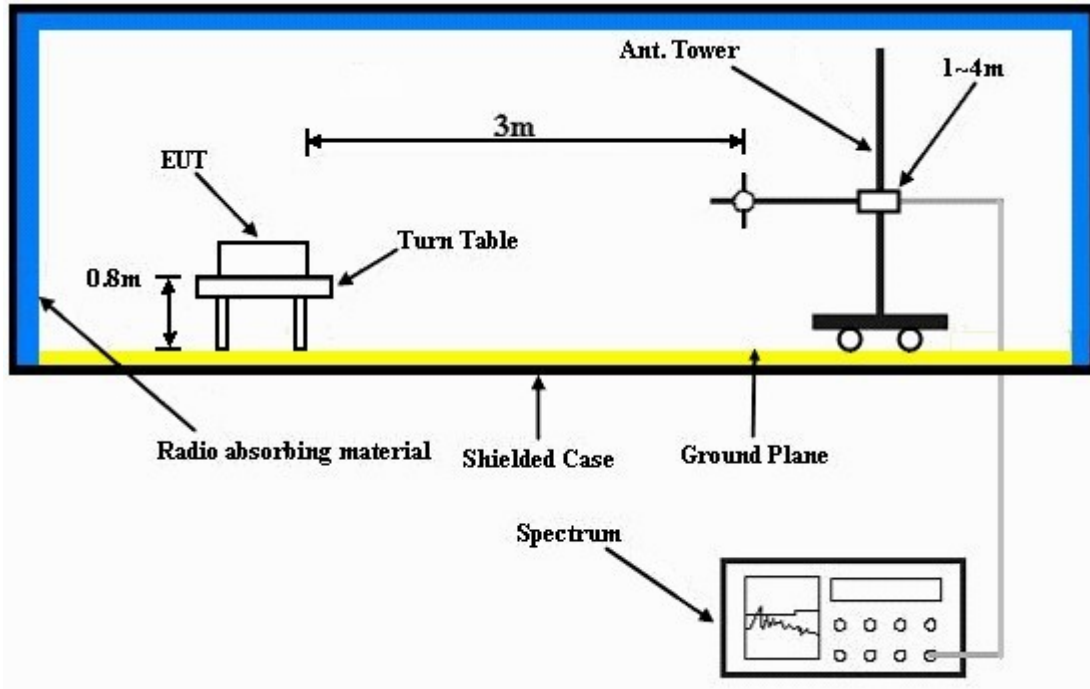 Ant. Tower
1~4m
3m
EUT
Turn Table
0.8m
Radio absorbing material
Shielded Case
Ground Plane
Spectrum